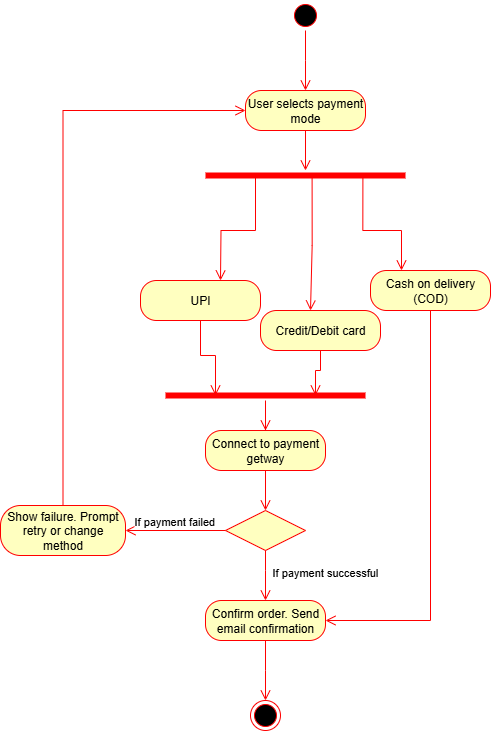 User selects payment
mode
Cash on delivery
(COD)
UPI
Credit/Debit card
Connect to payment
getway
Show failure. Prompt
retry or change
method
If payment failed
If payment successful
Confirm order. Send
email confirmation